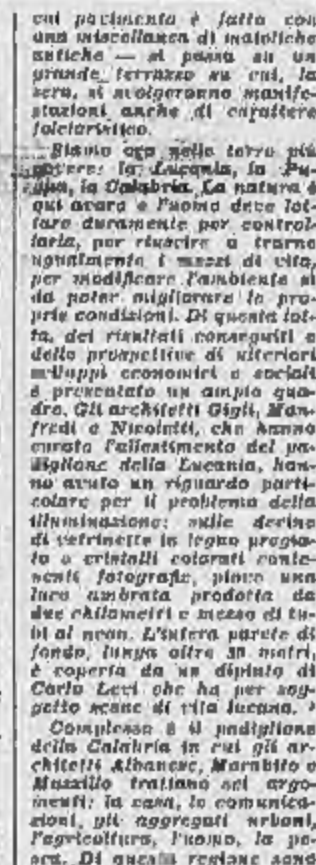 cui pavimento è fatto con
una miscellanea di maioliche
antiche — si passa su un
grande terrazzo su cui, la
sera, si svolgeranno manife-
stazioni anche di carattere
folcloristico.
Siamo ora nelle terre più
povere: la Lucania, la Pu-
glia, la Calabria. La natura è
qui avara e l'uomo deve lot-
tare duramente per control-
larla, per riuscire a trarne
ugualmente i mezzi di vita,
per modificare l'ambiente sì
da poter migliorare le pro-
prie condizioni. Di questa lot-
ta, dei risultati conseguiti e
delle prospettive di ulteriori
sviluppi economici e sociali
è presentato un ampio qua-
dro. Gli architetti Gigli, Man-
fredi e Nicoletti, che hanno
curato l'allestimento del pa-
diglione della Lucania, han-
no avuto un riguardo parti-
colare per il problema della
illuminazione: sulle decine
di vetrinette in legno pregia-
to a cristalli colorati conte-
nenti fotografie, piove una
luce ambrata prodotta da
due chilometri e mezzo di tu-
bi al neon. L'intera parete di
fondo, lunga oltre 30 metri,
è coperta da un dipinto di
Carlo Levi che ha per sog-
getto scene di vita lucana.
Complesso è il padiglione
della Calabria in cui gli ar-
chitetti Albanese, Marabito e
Mazzillo trattano sei argo-
menti: la casa, le comunica-
zioni, gli aggregati urbani,
l'agricoltura, l'uomo, la pe-
sca. Di questa regione sono